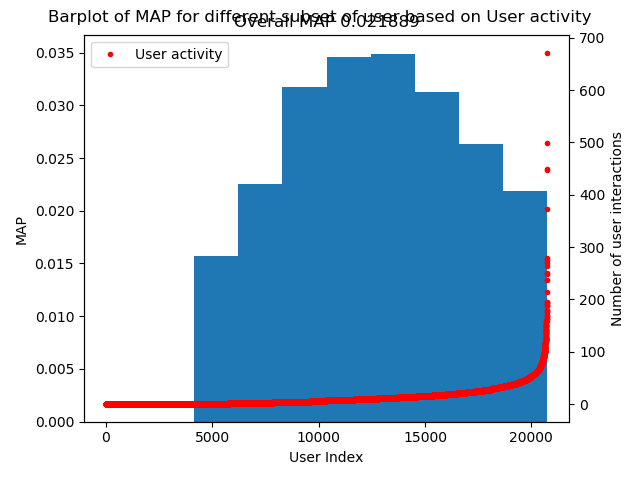 Barplot of MAP for different subset of user based on User activity
Overall MAP 0.021889
User activity
0.035
0.030
0.025
0.020
0.015
0.010
0.005
0.000
MAP
700
600
500
400
300
200
100
0
Number of user interactions
0 5000 10000 15000 20000
User Index